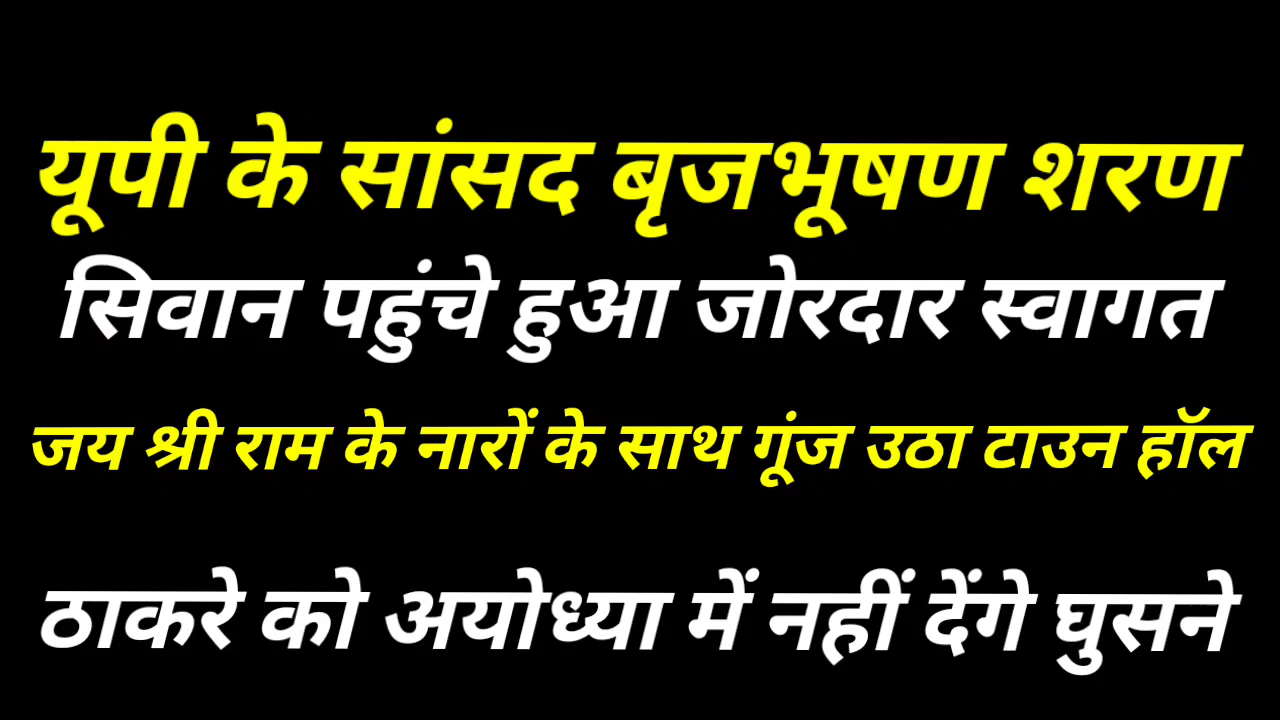 यूपी के सांसद बृजभूषण शरण
सिवान पहुंचे हुआ जोरदार स्वागत
जय श्री राम के नारों के साथ गूंज उठा टाउन हॉल
ठाकरे को अयोध्या में नहीं देंगे घुसने